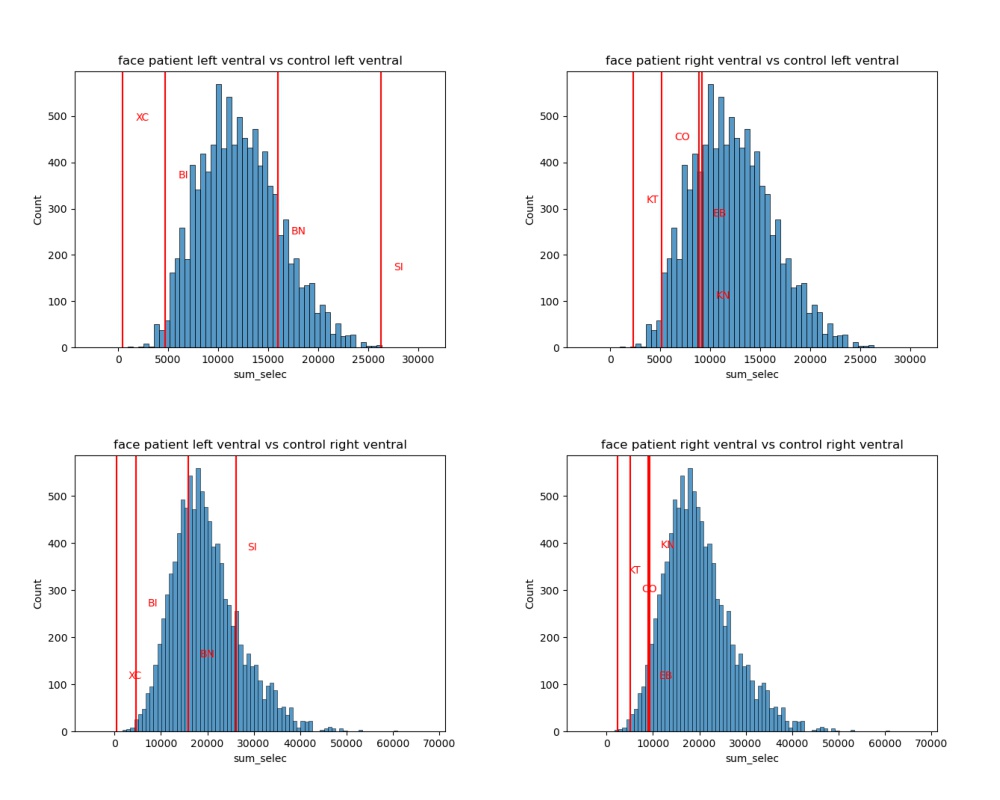 face patient left ventral vs control left ventral
500
400
300
200
100
0
Count
XC
BI
BN
SI
0 5000 10000 15000 20000 25000 30000
sum_selec
face patient right ventral vs control left ventral
500
400
300
200
100
0
Count
CO
KT
EB
KN
0 5000 10000 15000 20000 25000 30000
sum_selec
face patient left ventral vs control right ventral
500
400
300
200
100
0
Count
SI
BI
BN
XC
0 10000 20000 30000 40000 50000 60000 70000
sum_selec
face patient right ventral vs control right ventral
500
400
300
200
100
0
Count
KN
KT
CO
EB
0 10000 20000 30000 40000 50000 60000 70000
sum_selec